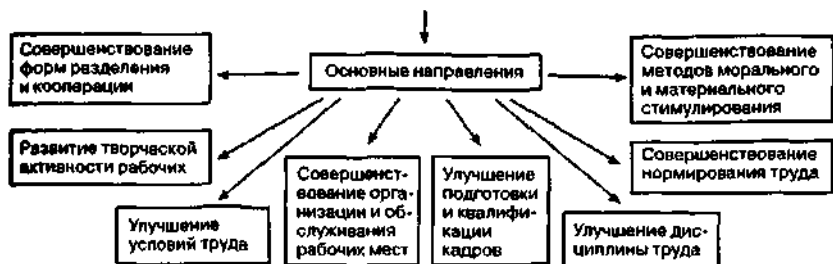 Совершенствование
форм разделения
и кооперации
Основные направления
Совершенствование
методов морального
и материального
стимулирования
Развитие творческой
активности рабочих
Совершенствование
нормирования труда
Улучшение
условий труда
Совершенст-
вование орга-
низации и об-
служивания
рабочих мест
Улучшение
подготовки
и квалифи-
кации
кадров
Улучшение дис-
циплины труда